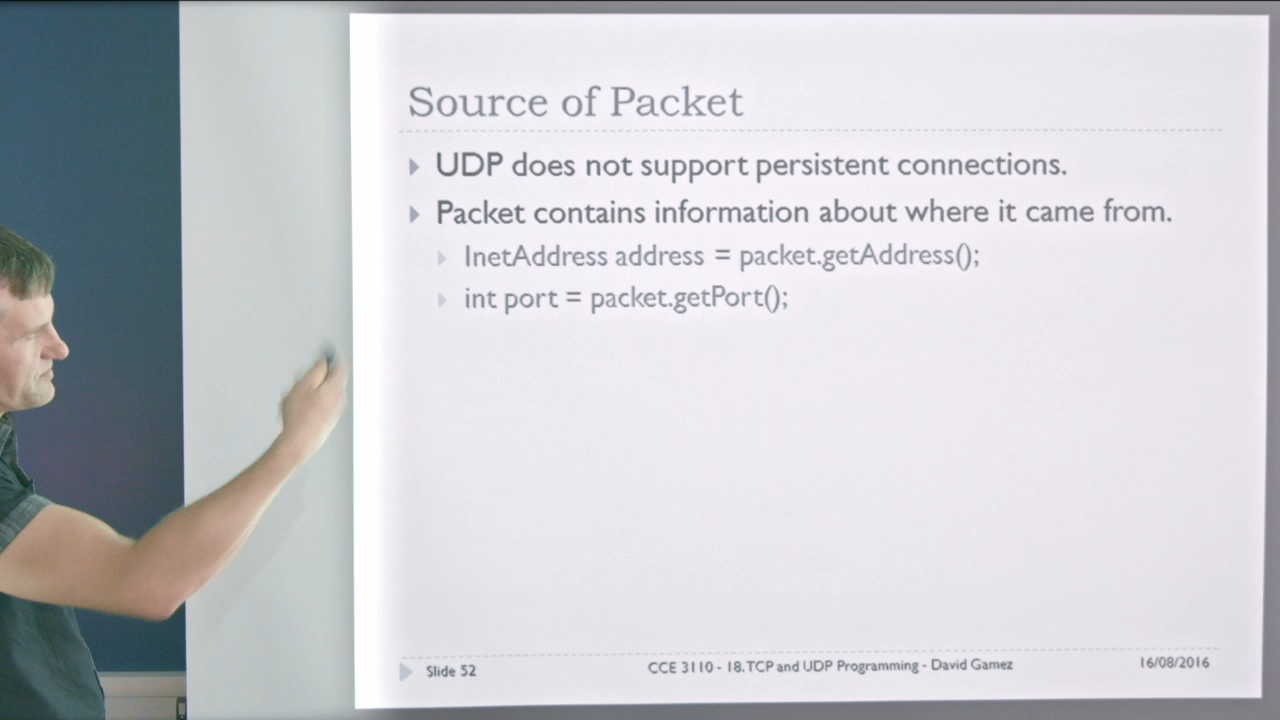 Source of Packet
UDP does not support persistent connections.
Packet contains information about where it came from.
InetAddress address = packet.getAddress();
int port = packet.getPort();
Slide 52
CCE 3110 - 18.TCP and UDP Programming - David Gamez
16/08/2016